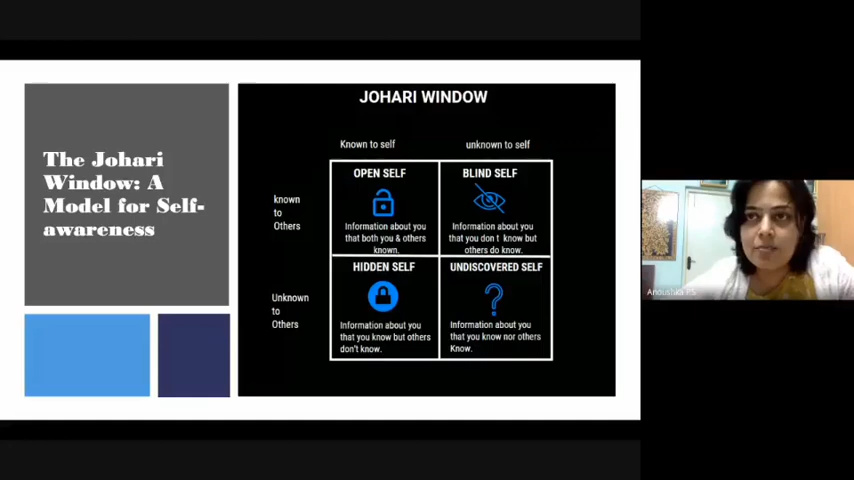 The Johari
Window: A
Model for Self-
awareness
JOHARI WINDOW
Known to self
unknown to self
known
to
Others
OPEN SELF
Information about you
that both you & others
known.
BLIND SELF
Information about you
that you don t know but
others do know.
Unknown
to
Others
HIDDEN SELF
Information about you
that you know but others
don't know.
UNDISCOVERED SELF
?
Information about you
that you know nor others
Know.